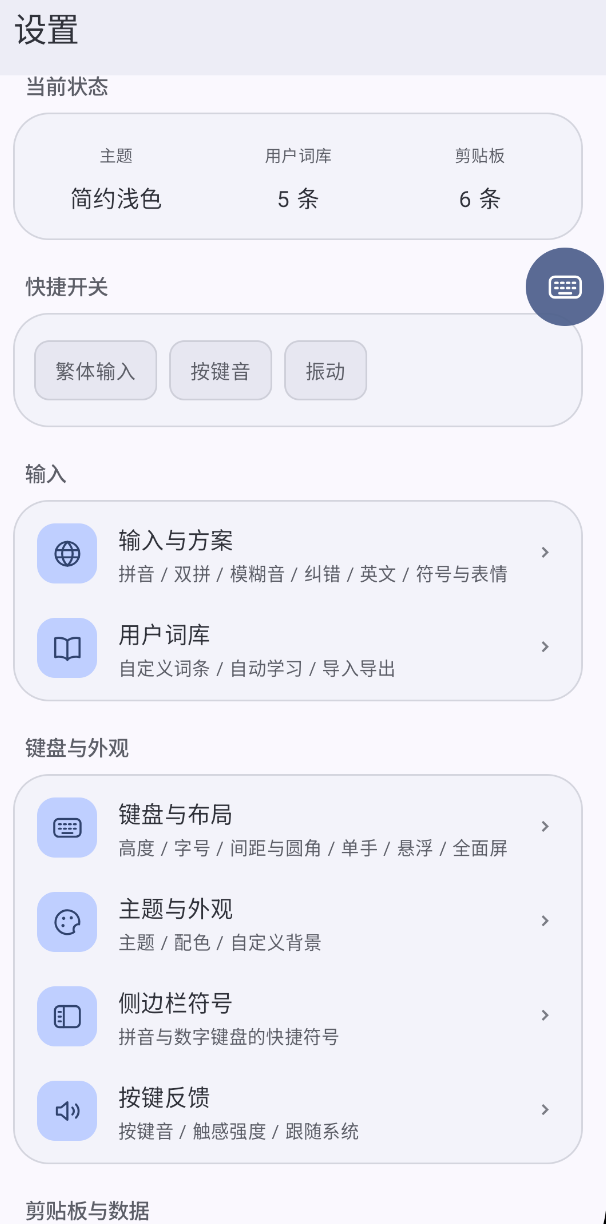 设置
当前状态
主题 用户词库 剪贴板
简约浅色 5 条 6 条
快捷开关
繁体输入 按键音 振动
输入
输入与方案
拼音 / 双拼 / 模糊音 / 纠错 / 英文 / 符号与表情
用户词库
自定义词条 / 自动学习 / 导入导出
键盘与外观
键盘与布局
高度 / 字号 / 间距与圆角 / 单手 / 悬浮 / 全面屏
主题与外观
主题 / 配色 / 自定义背景
侧边栏符号
拼音与数字键盘的快捷符号
按键反馈
按键音 / 触感强度 / 跟随系统
剪贴板与数据